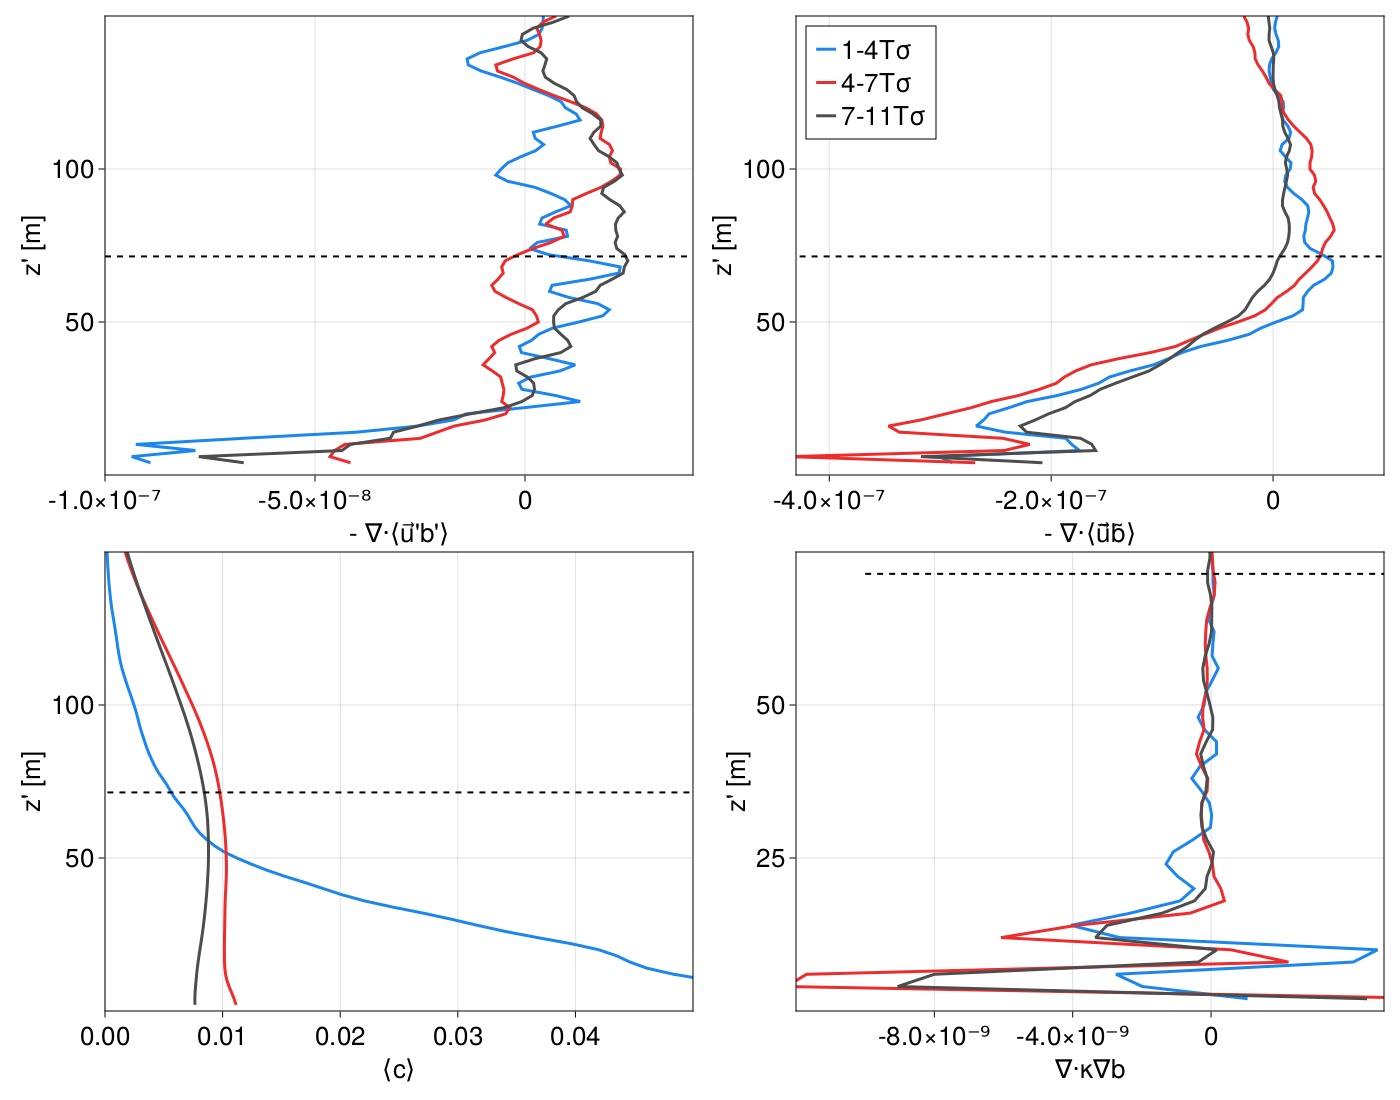 z' [m]
100
50
-1.0×10⁻⁷
-5.0×10⁻⁸
0
- ∇·⟨u⃗'b'⟩
1-4Tσ
4-7Tσ
7-11Tσ
z' [m]
100
50
-4.0×10⁻⁷
-2.0×10⁻⁷
0
- ∇·⟨ũ⃗b̃⟩
z' [m]
100
50
0.00
0.01
0.02
0.03
0.04
⟨c⟩
z' [m]
50
25
-8.0×10⁻⁹
-4.0×10⁻⁹
0
∇·κ∇b